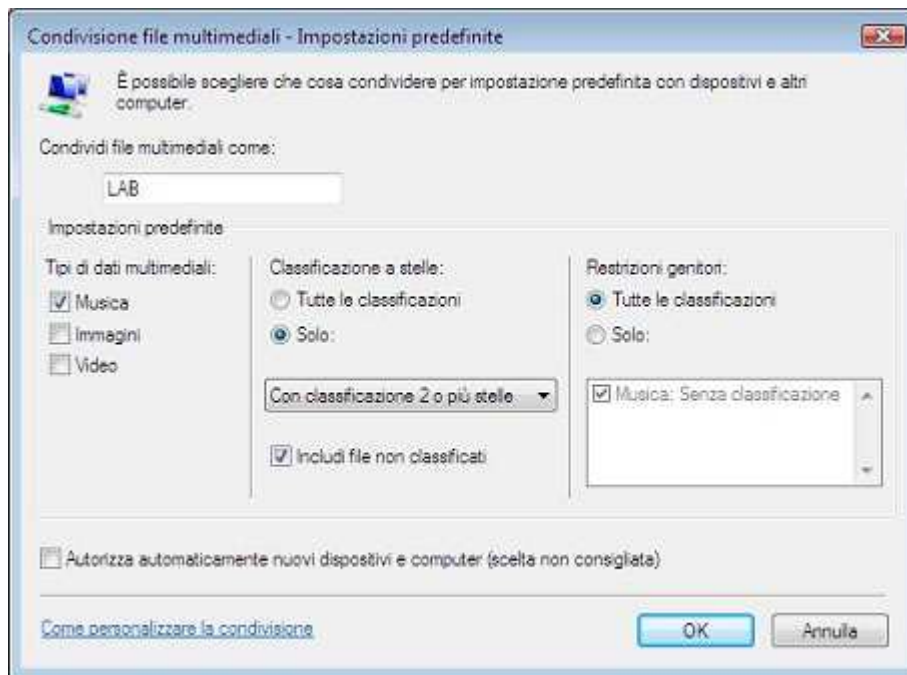 Condivisione file multimediali - Impostazioni predefinite
È possibile scegliere che cosa condividere per impostazione predefinita con dispositivi e altri
computer.
Condividi file multimediali come:
LAB
Impostazioni predefinite
Tipi di dati multimediali:
Musica
Immagini
Video
Classificazione a stelle:
Tutte le classificazioni
Solo:
Con classificazione 2 o più stelle
Includi file non classificati
Restrizioni genitori:
Tutte le classificazioni
Solo:
Musica: Senza classificazione
Autorizza automaticamente nuovi dispositivi e computer (scelta non consigliata)
Come personalizzare la condivisione
OK
Annulla